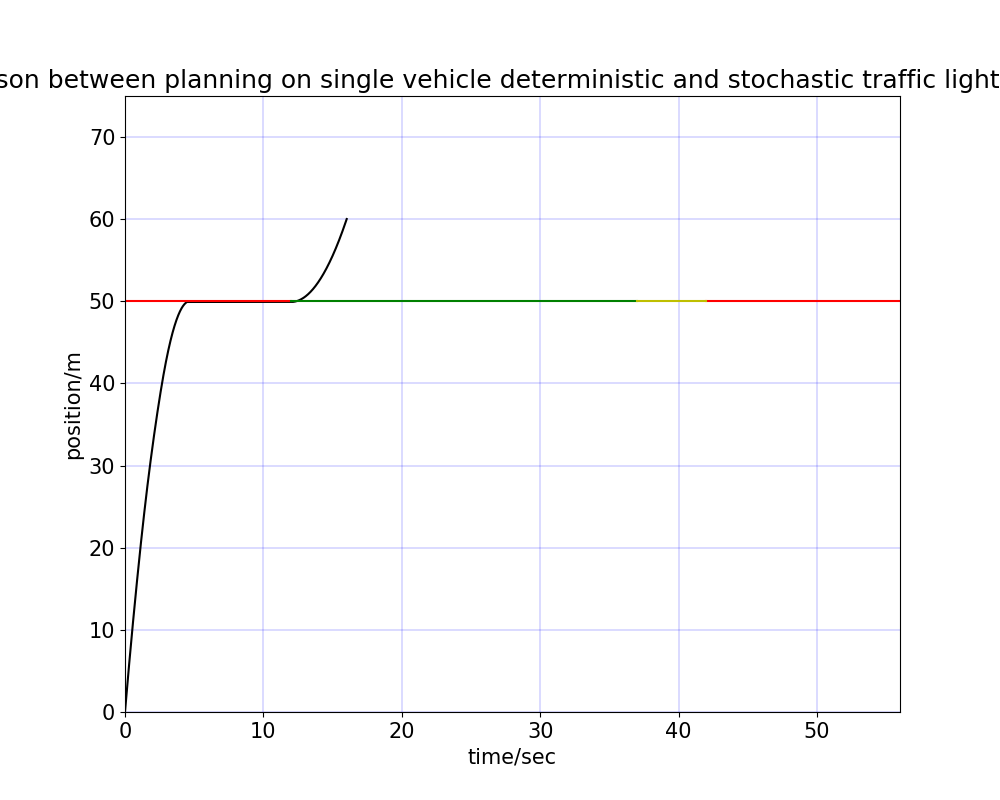 son between planning on single vehicle deterministic and stochastic traffic light
70
60
50
40
30
20
10
0
position/m
0 10 20 30 40 50
time/sec